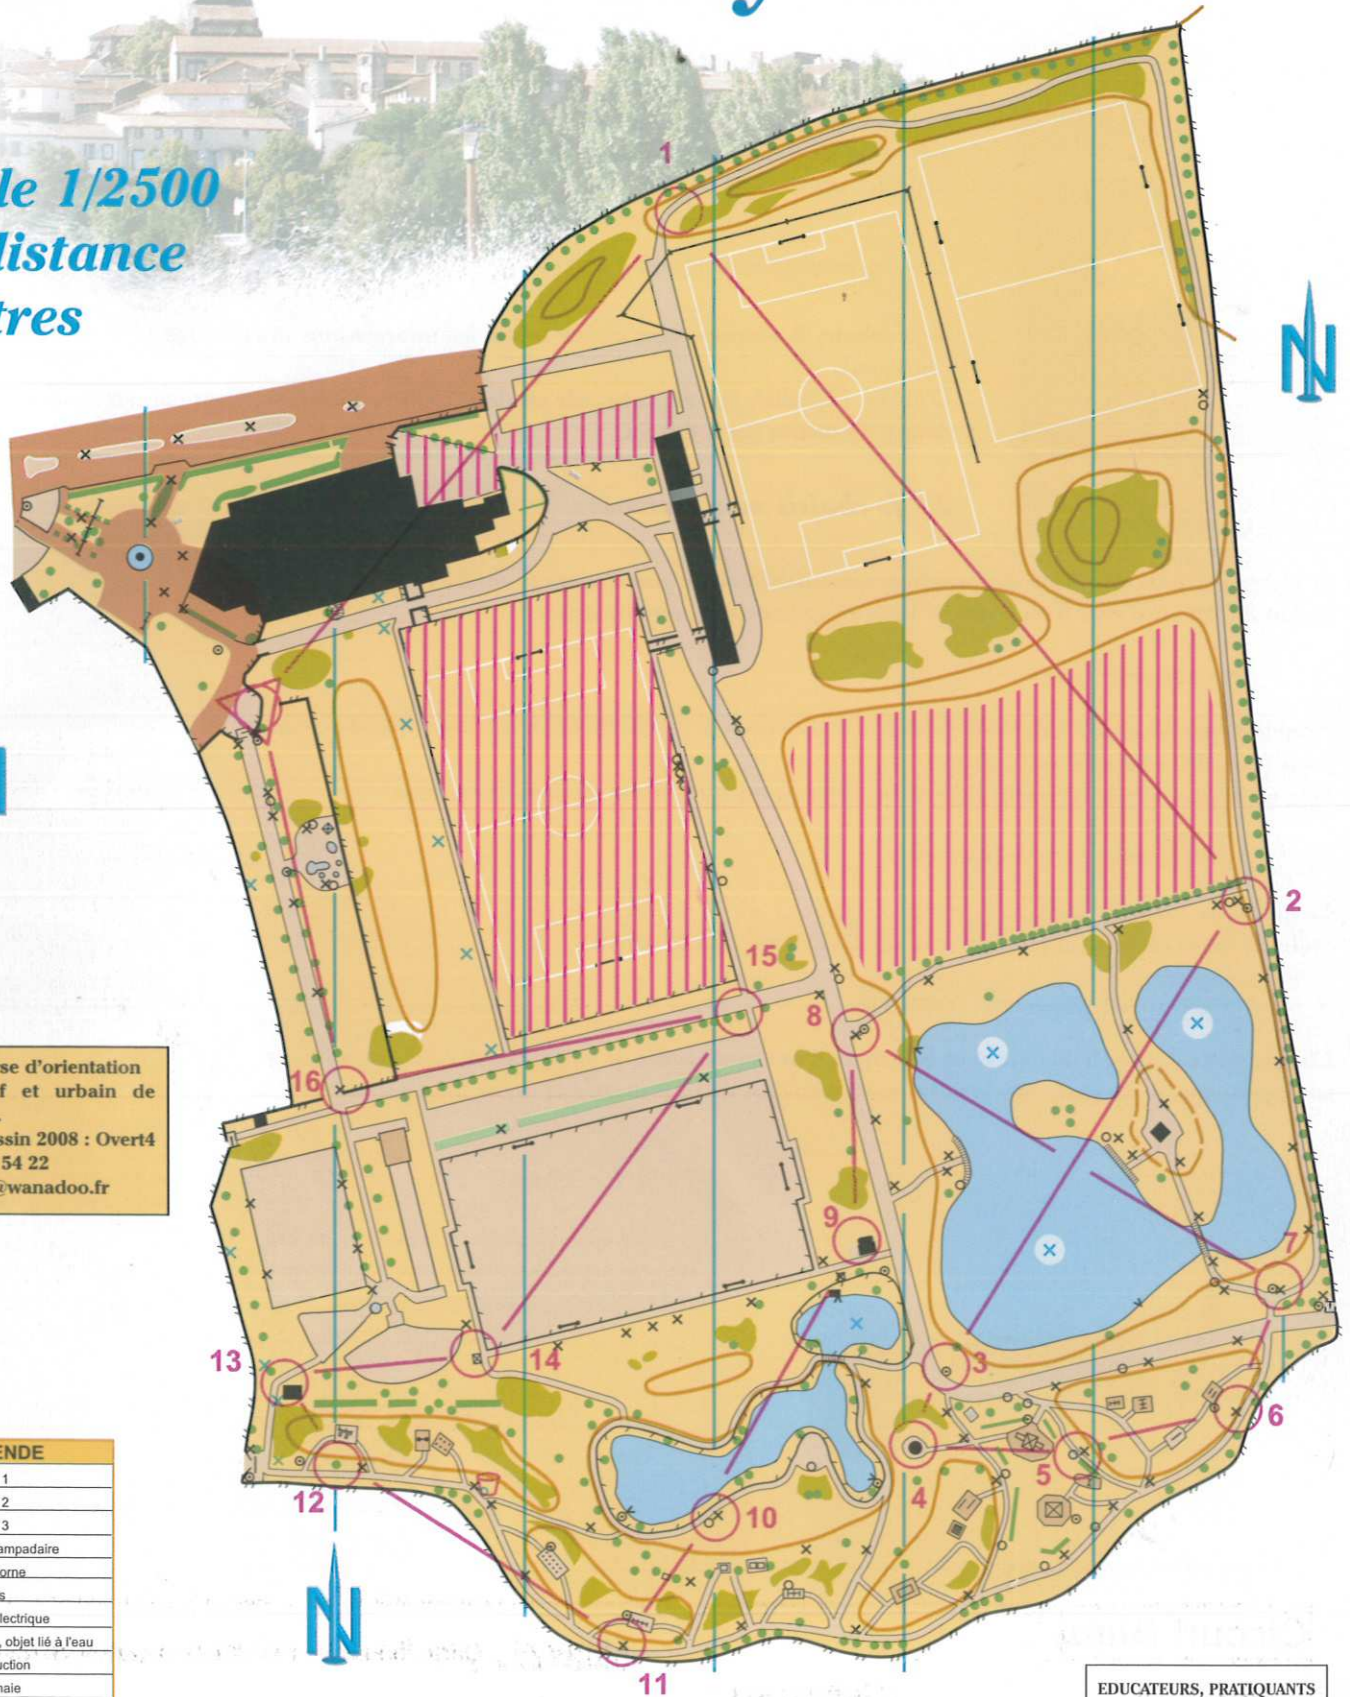 le 1/2500
distance
tres
1
N
2
15
8
16
se d'orientation
f et urbain de
ssin 2008 : Overt4
54 22
@wanadoo.fr
9
7
13
14
3
6
5
4
12
10
ENDE
1
2
3
ampadaire
orne
s
lectrique
, objet lié à l'eau
uction
naie
N
11
EDUCATEURS, PRATIQUANTS